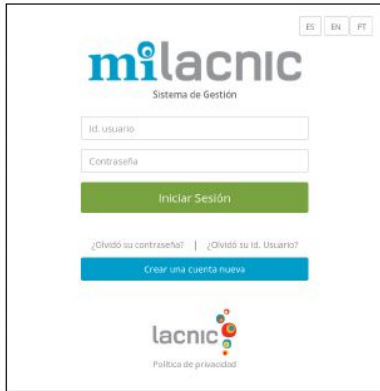 ES EN PT
milacnic
Sistema de Gestión
Id. usuario
Contraseña
Iniciar Sesión
¿Olvidó su contraseña? | ¿Olvidó su Id. Usuario?
Crear una cuenta nueva
lacnic
Política de privacidad